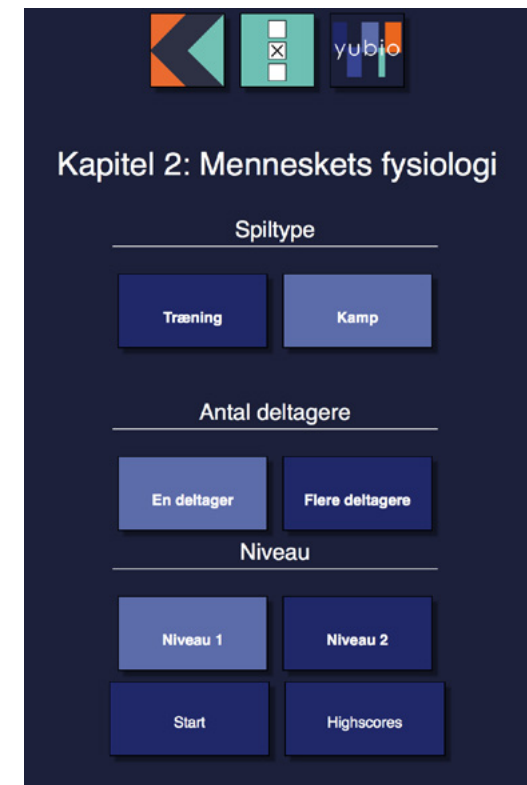 yubio
Kapitel 2: Menneskets fysiologi
Spiltype
Træning
Kamp
Antal deltagere
En deltager
Flere deltagere
Niveau
Niveau 1
Niveau 2
Start
Highscores